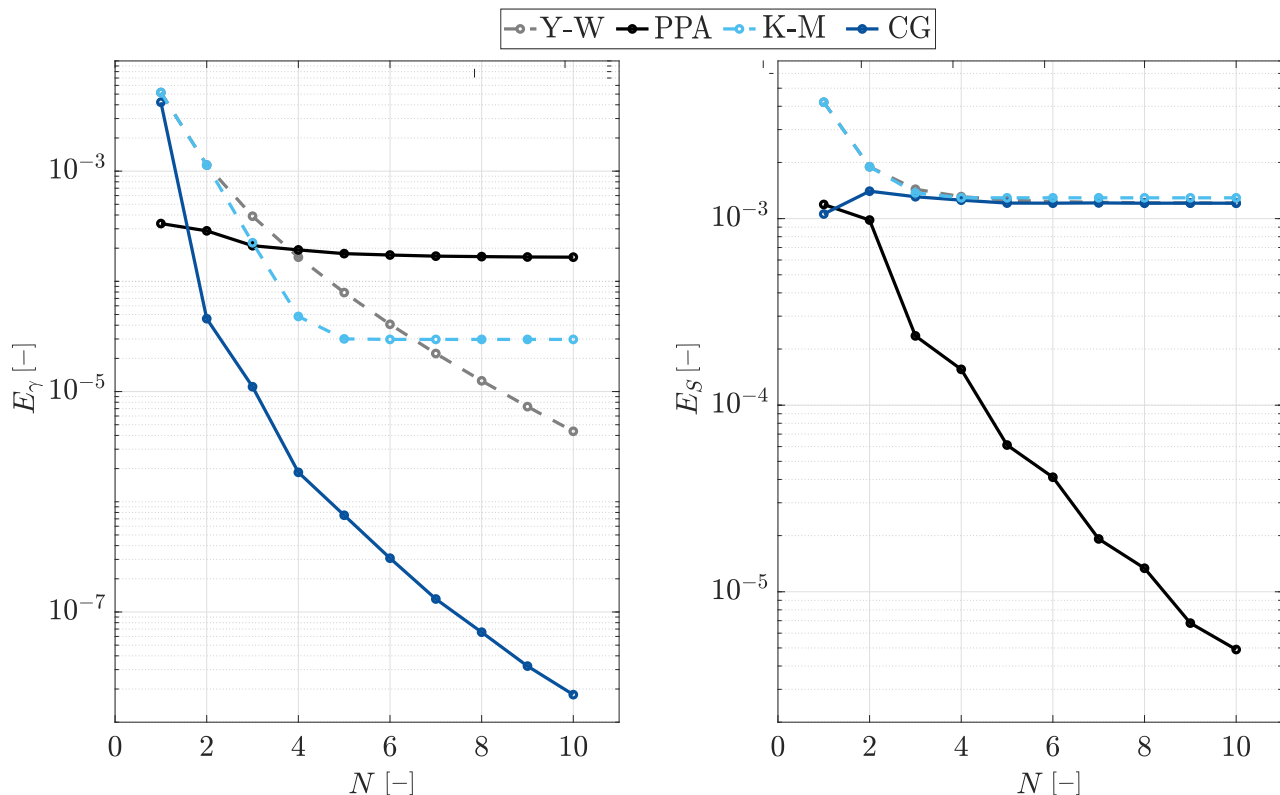 Y-W PPA K-M CG
10⁻³
10⁻⁵
10⁻⁷
E_γ [−]
0 2 4 6 8 10
N [−]
10⁻³
10⁻⁴
10⁻⁵
E_S [−]
0 2 4 6 8 10
N [−]